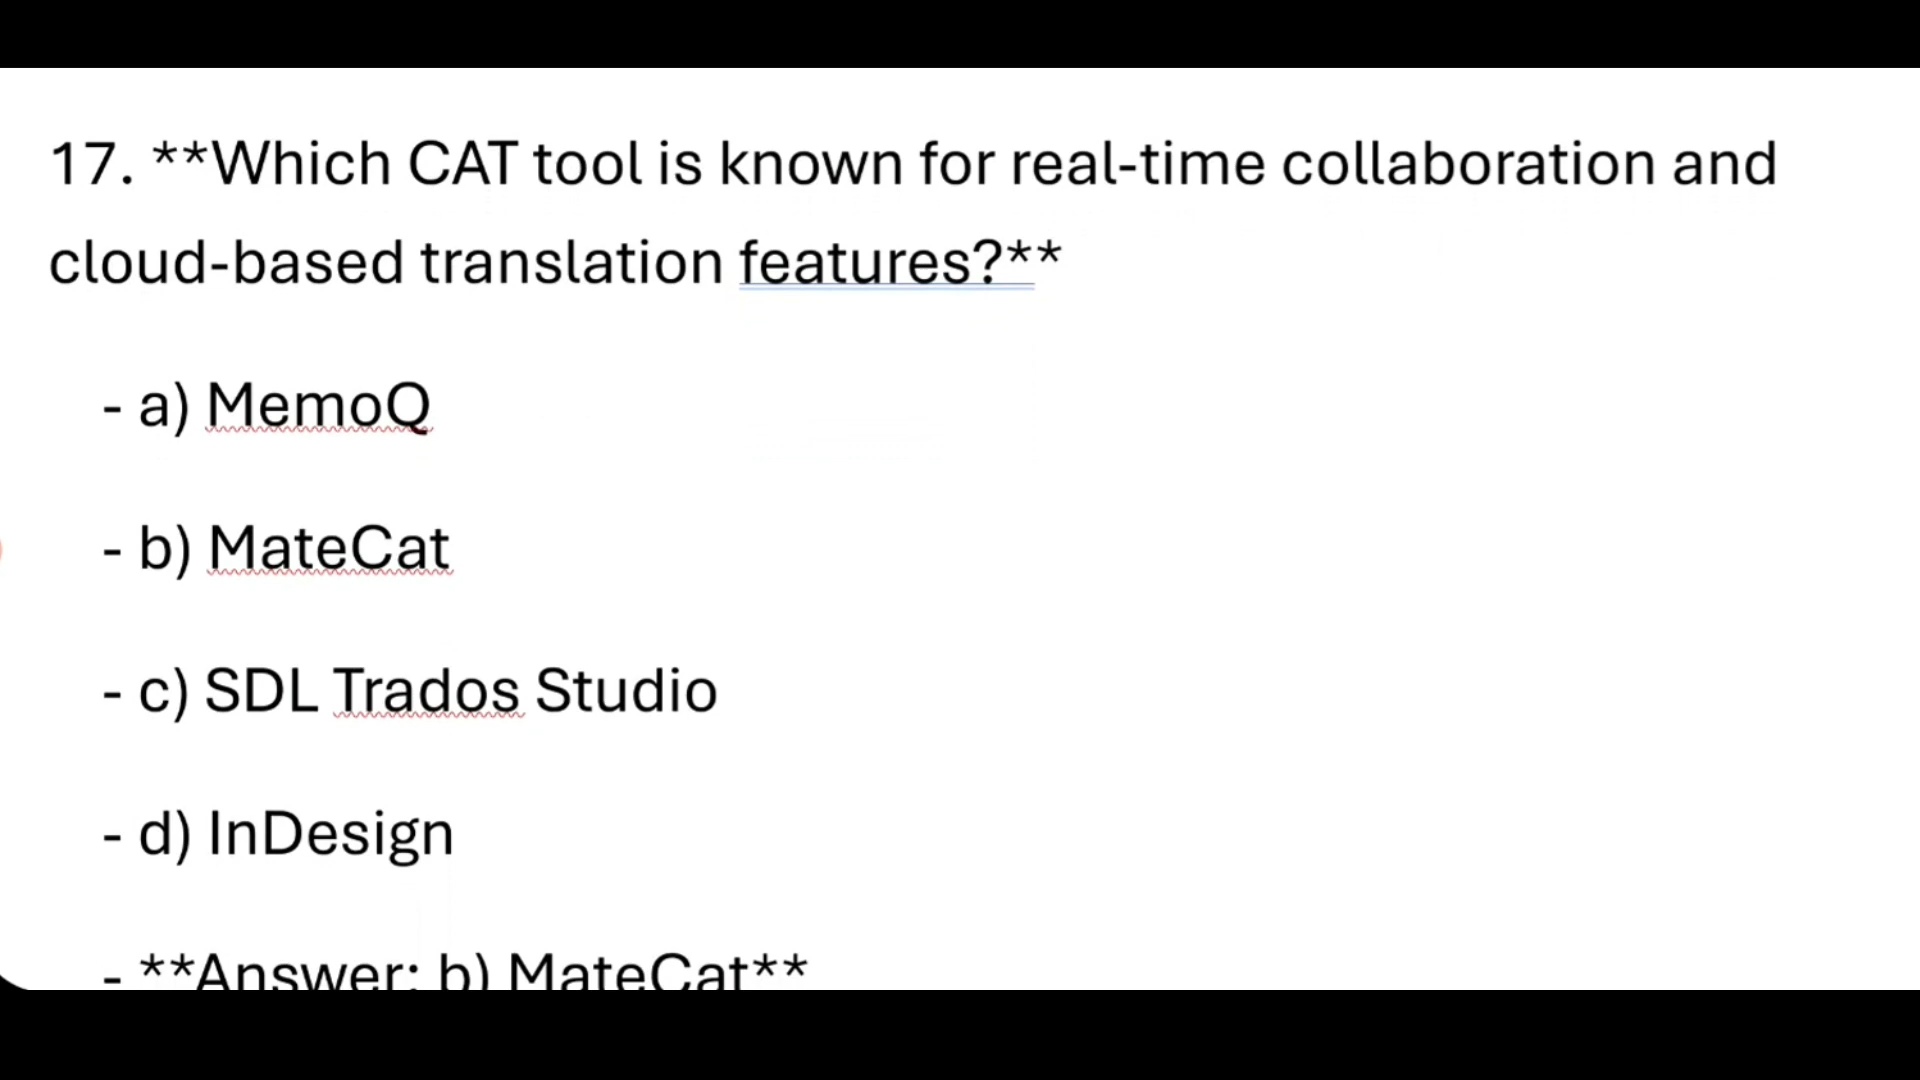 17. **Which CAT tool is known for real-time collaboration and
cloud-based translation features?**
- a) MemoQ
- b) MateCat
- c) SDL Trados Studio
- d) InDesign
- **Answer: b) MateCat**